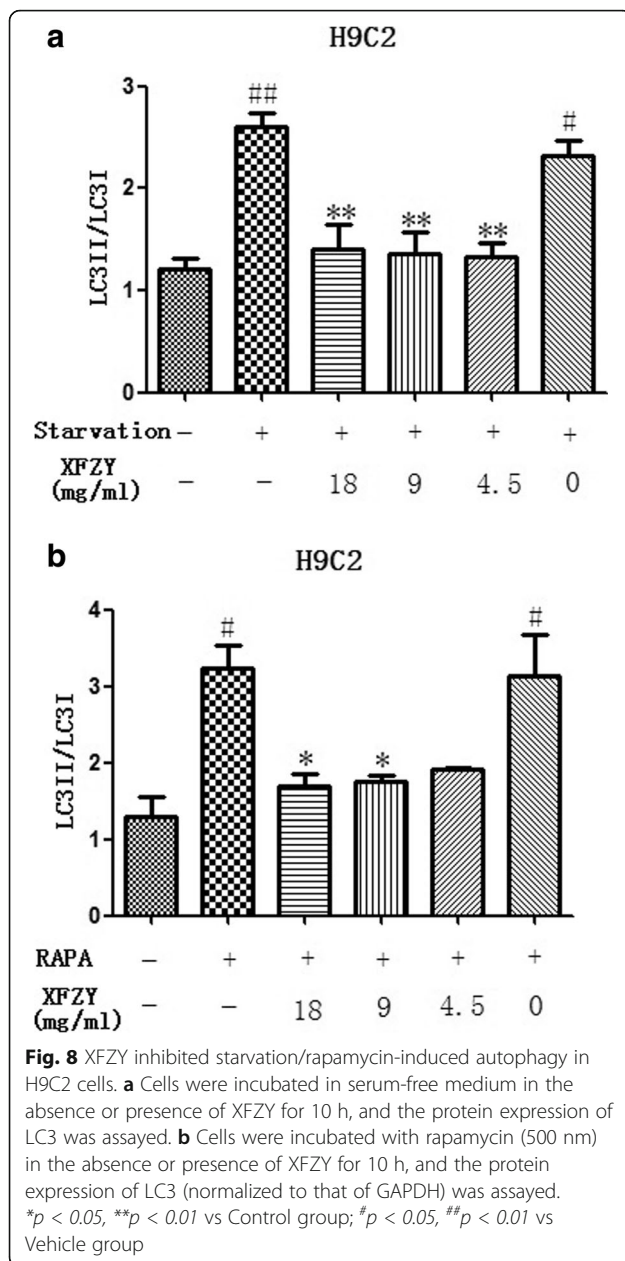 a
H9C2
LC3II/LC3I
3
2
1
0
##
**
**
**
#
Starvation − + + + + +
XFZY (mg/ml) − − 18 9 4.5 0
b
H9C2
LC3II/LC3I
4
3
2
1
0
#
*
*
#
RAPA − + + + + +
XFZY (mg/ml) − − 18 9 4.5 0
Fig. 8 XFZY inhibited starvation/rapamycin-induced autophagy in
H9C2 cells. a Cells were incubated in serum-free medium in the
absence or presence of XFZY for 10 h, and the protein expression of
LC3 was assayed. b Cells were incubated with rapamycin (500 nm)
in the absence or presence of XFZY for 10 h, and the protein
expression of LC3 (normalized to that of GAPDH) was assayed.
*p < 0.05, **p < 0.01 vs Control group; #p < 0.05, ##p < 0.01 vs
Vehicle group